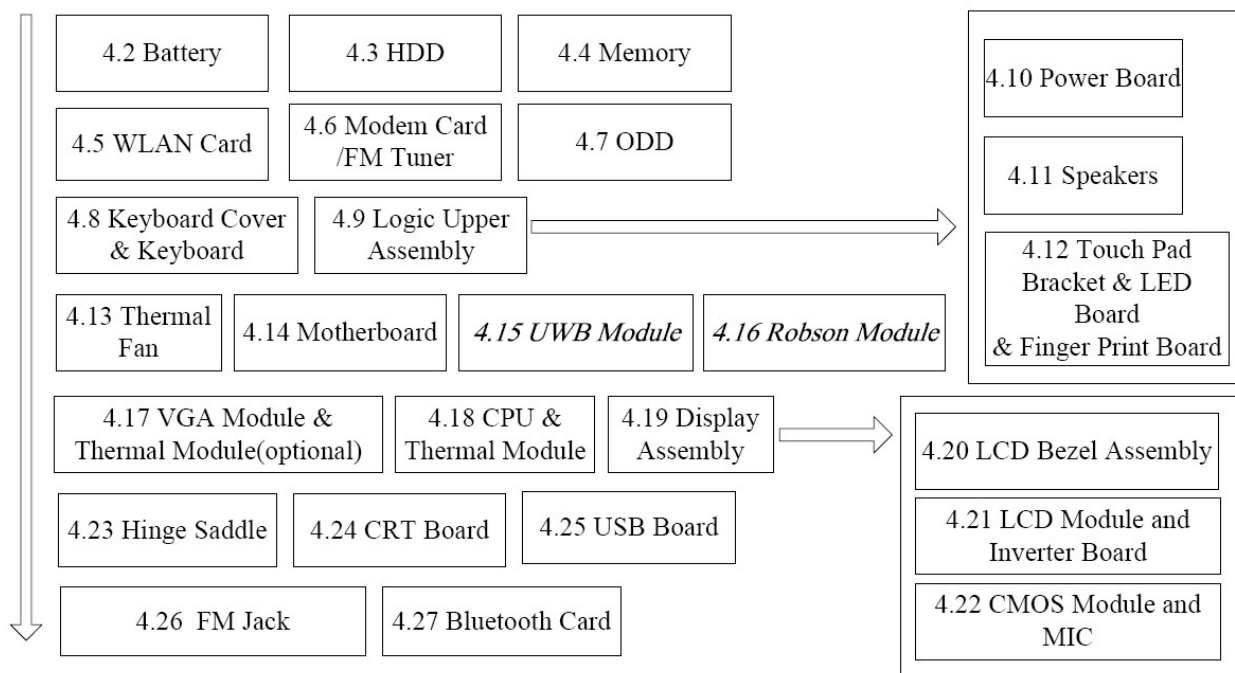 4.2 Battery
4.3 HDD
4.4 Memory
4.5 WLAN Card
4.6 Modem Card
/FM Tuner
4.7 ODD
4.8 Keyboard Cover
& Keyboard
4.9 Logic Upper
Assembly
4.10 Power Board
4.11 Speakers
4.12 Touch Pad
Bracket & LED
Board
& Finger Print Board
4.13 Thermal
Fan
4.14 Motherboard
4.15 UWB Module
4.16 Robson Module
4.17 VGA Module &
Thermal Module(optional)
4.18 CPU &
Thermal Module
4.19 Display
Assembly
4.20 LCD Bezel Assembly
4.21 LCD Module and
Inverter Board
4.22 CMOS Module and
MIC
4.23 Hinge Saddle
4.24 CRT Board
4.25 USB Board
4.26 FM Jack
4.27 Bluetooth Card